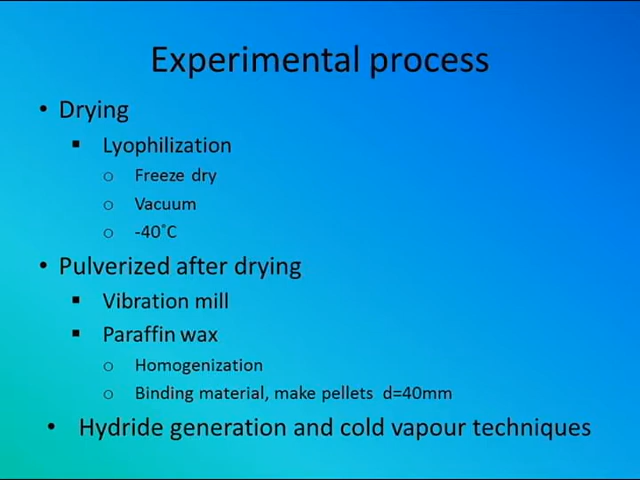 Experimental process
• Drying
▪ Lyophilization
o Freeze dry
o Vacuum
o -40˚C
• Pulverized after drying
▪ Vibration mill
▪ Paraffin wax
o Homogenization
o Binding material, make pellets d=40mm
• Hydride generation and cold vapour techniques